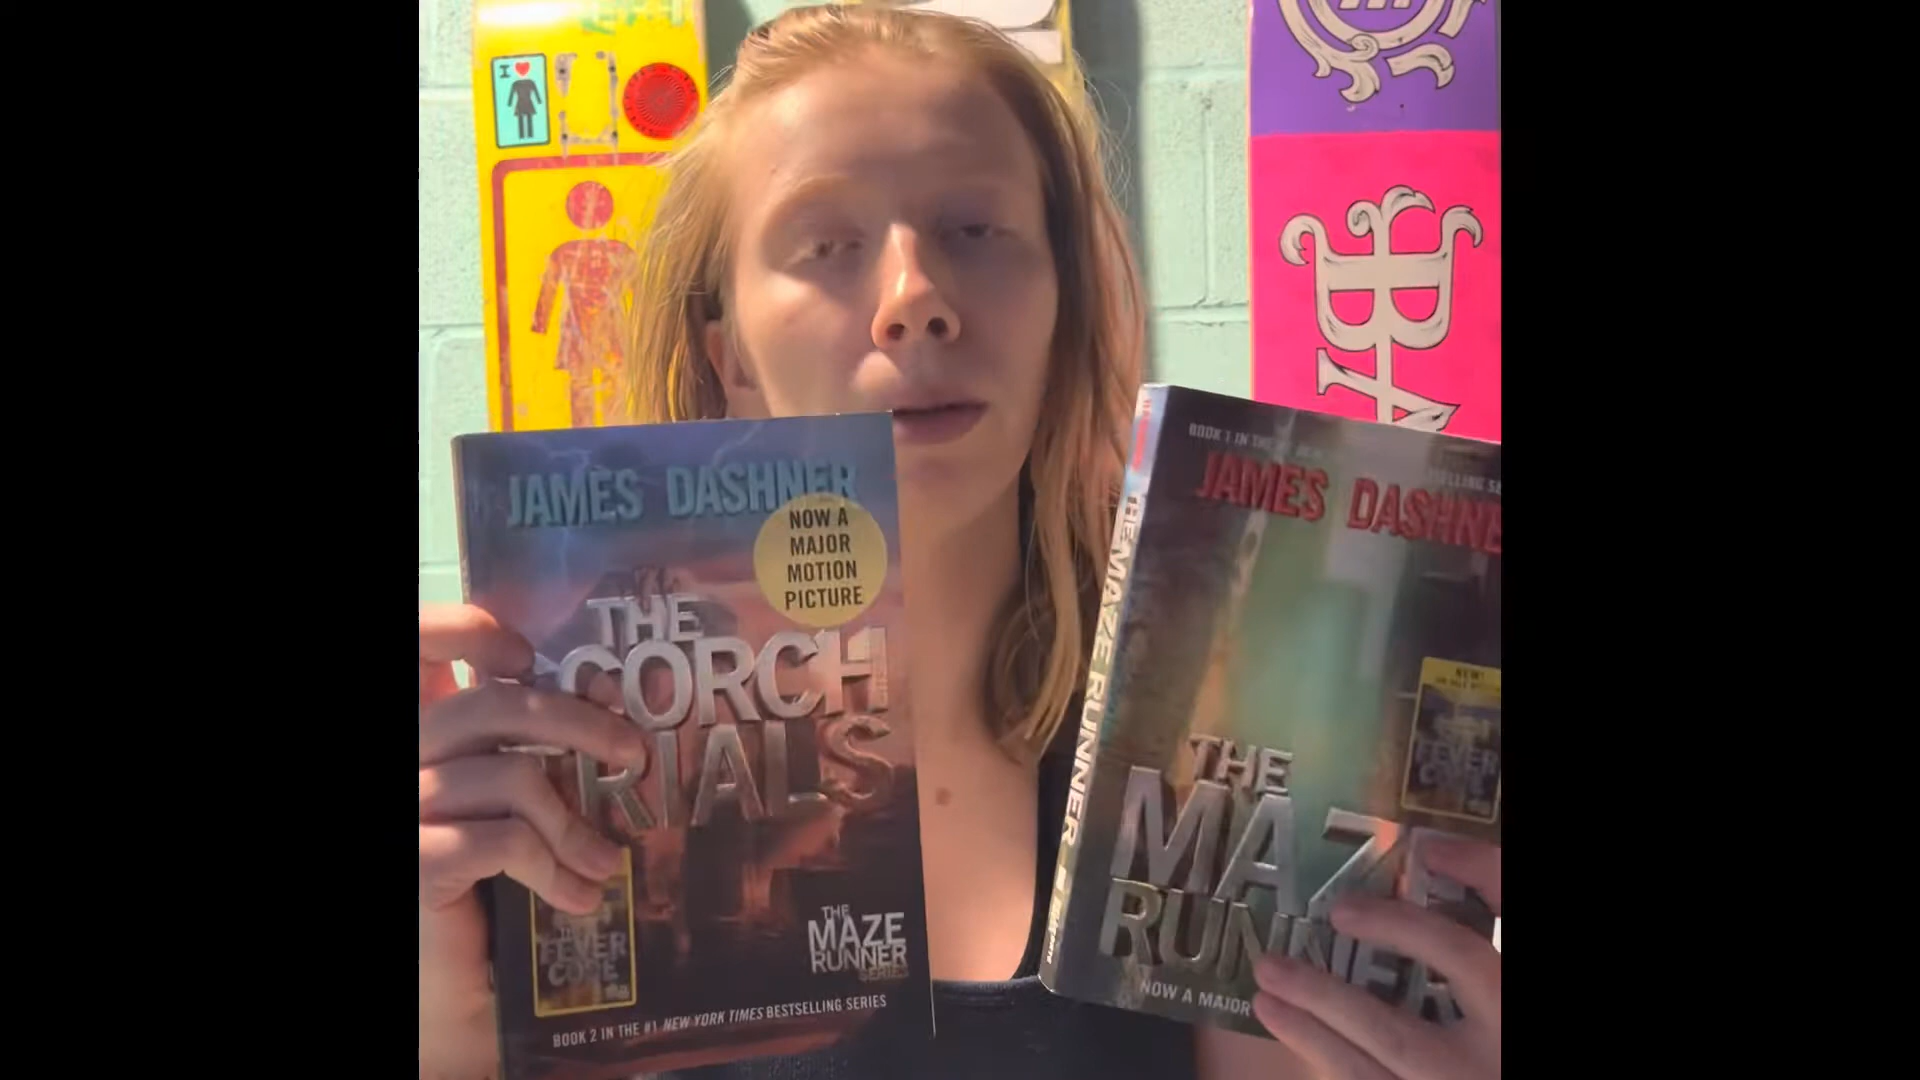 I
JAMES DASHNER
NOW A
MAJOR
MOTION
PICTURE
THE
SCORCH
TRIALS
THE
FEVER
CODE
THE
MAZE
RUNNER
SERIES
BOOK 2 IN THE #1 NEW YORK TIMES BESTSELLING SERIES
BOOK 1 IN THE
JAMES DASHNE
THE MAZE RUNNER
NEW!
FEVER
CODE
THE
MAZE
RUNNER
NOW A MAJOR
BA